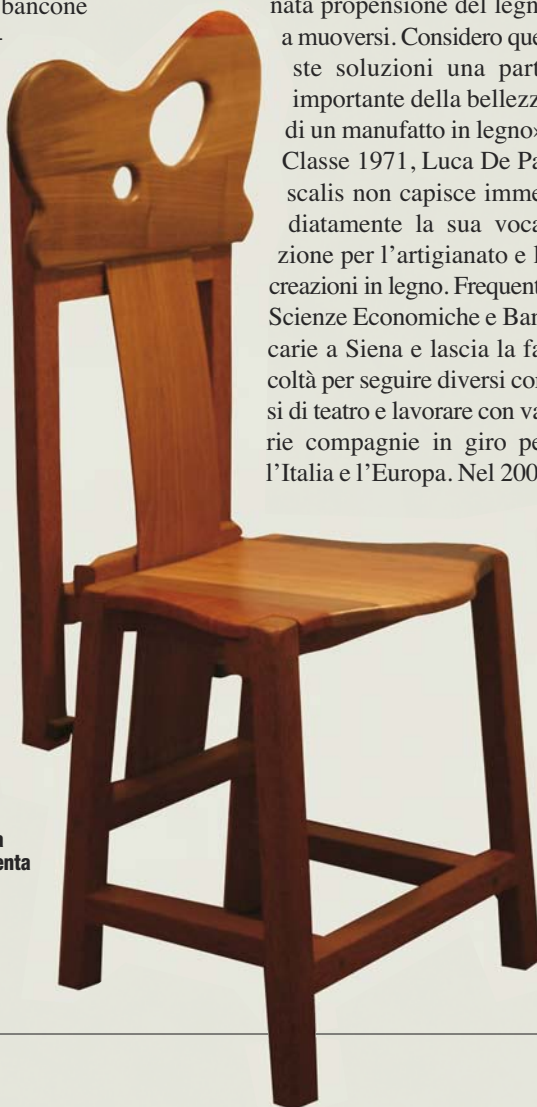 bancone
-
nata propensione del legn
a muoversi. Considero que
ste soluzioni una part
importante della bellezz
di un manufatto in legno»
Classe 1971, Luca De Pa
scalis non capisce imme
diatamente la sua voca
zione per l’artigianato e l
creazioni in legno. Frequent
Scienze Economiche e Ban
carie a Siena e lascia la fa
coltà per seguire diversi cor
si di teatro e lavorare con va
rie compagnie in giro pe
l’Italia e l’Europa. Nel 200
enta